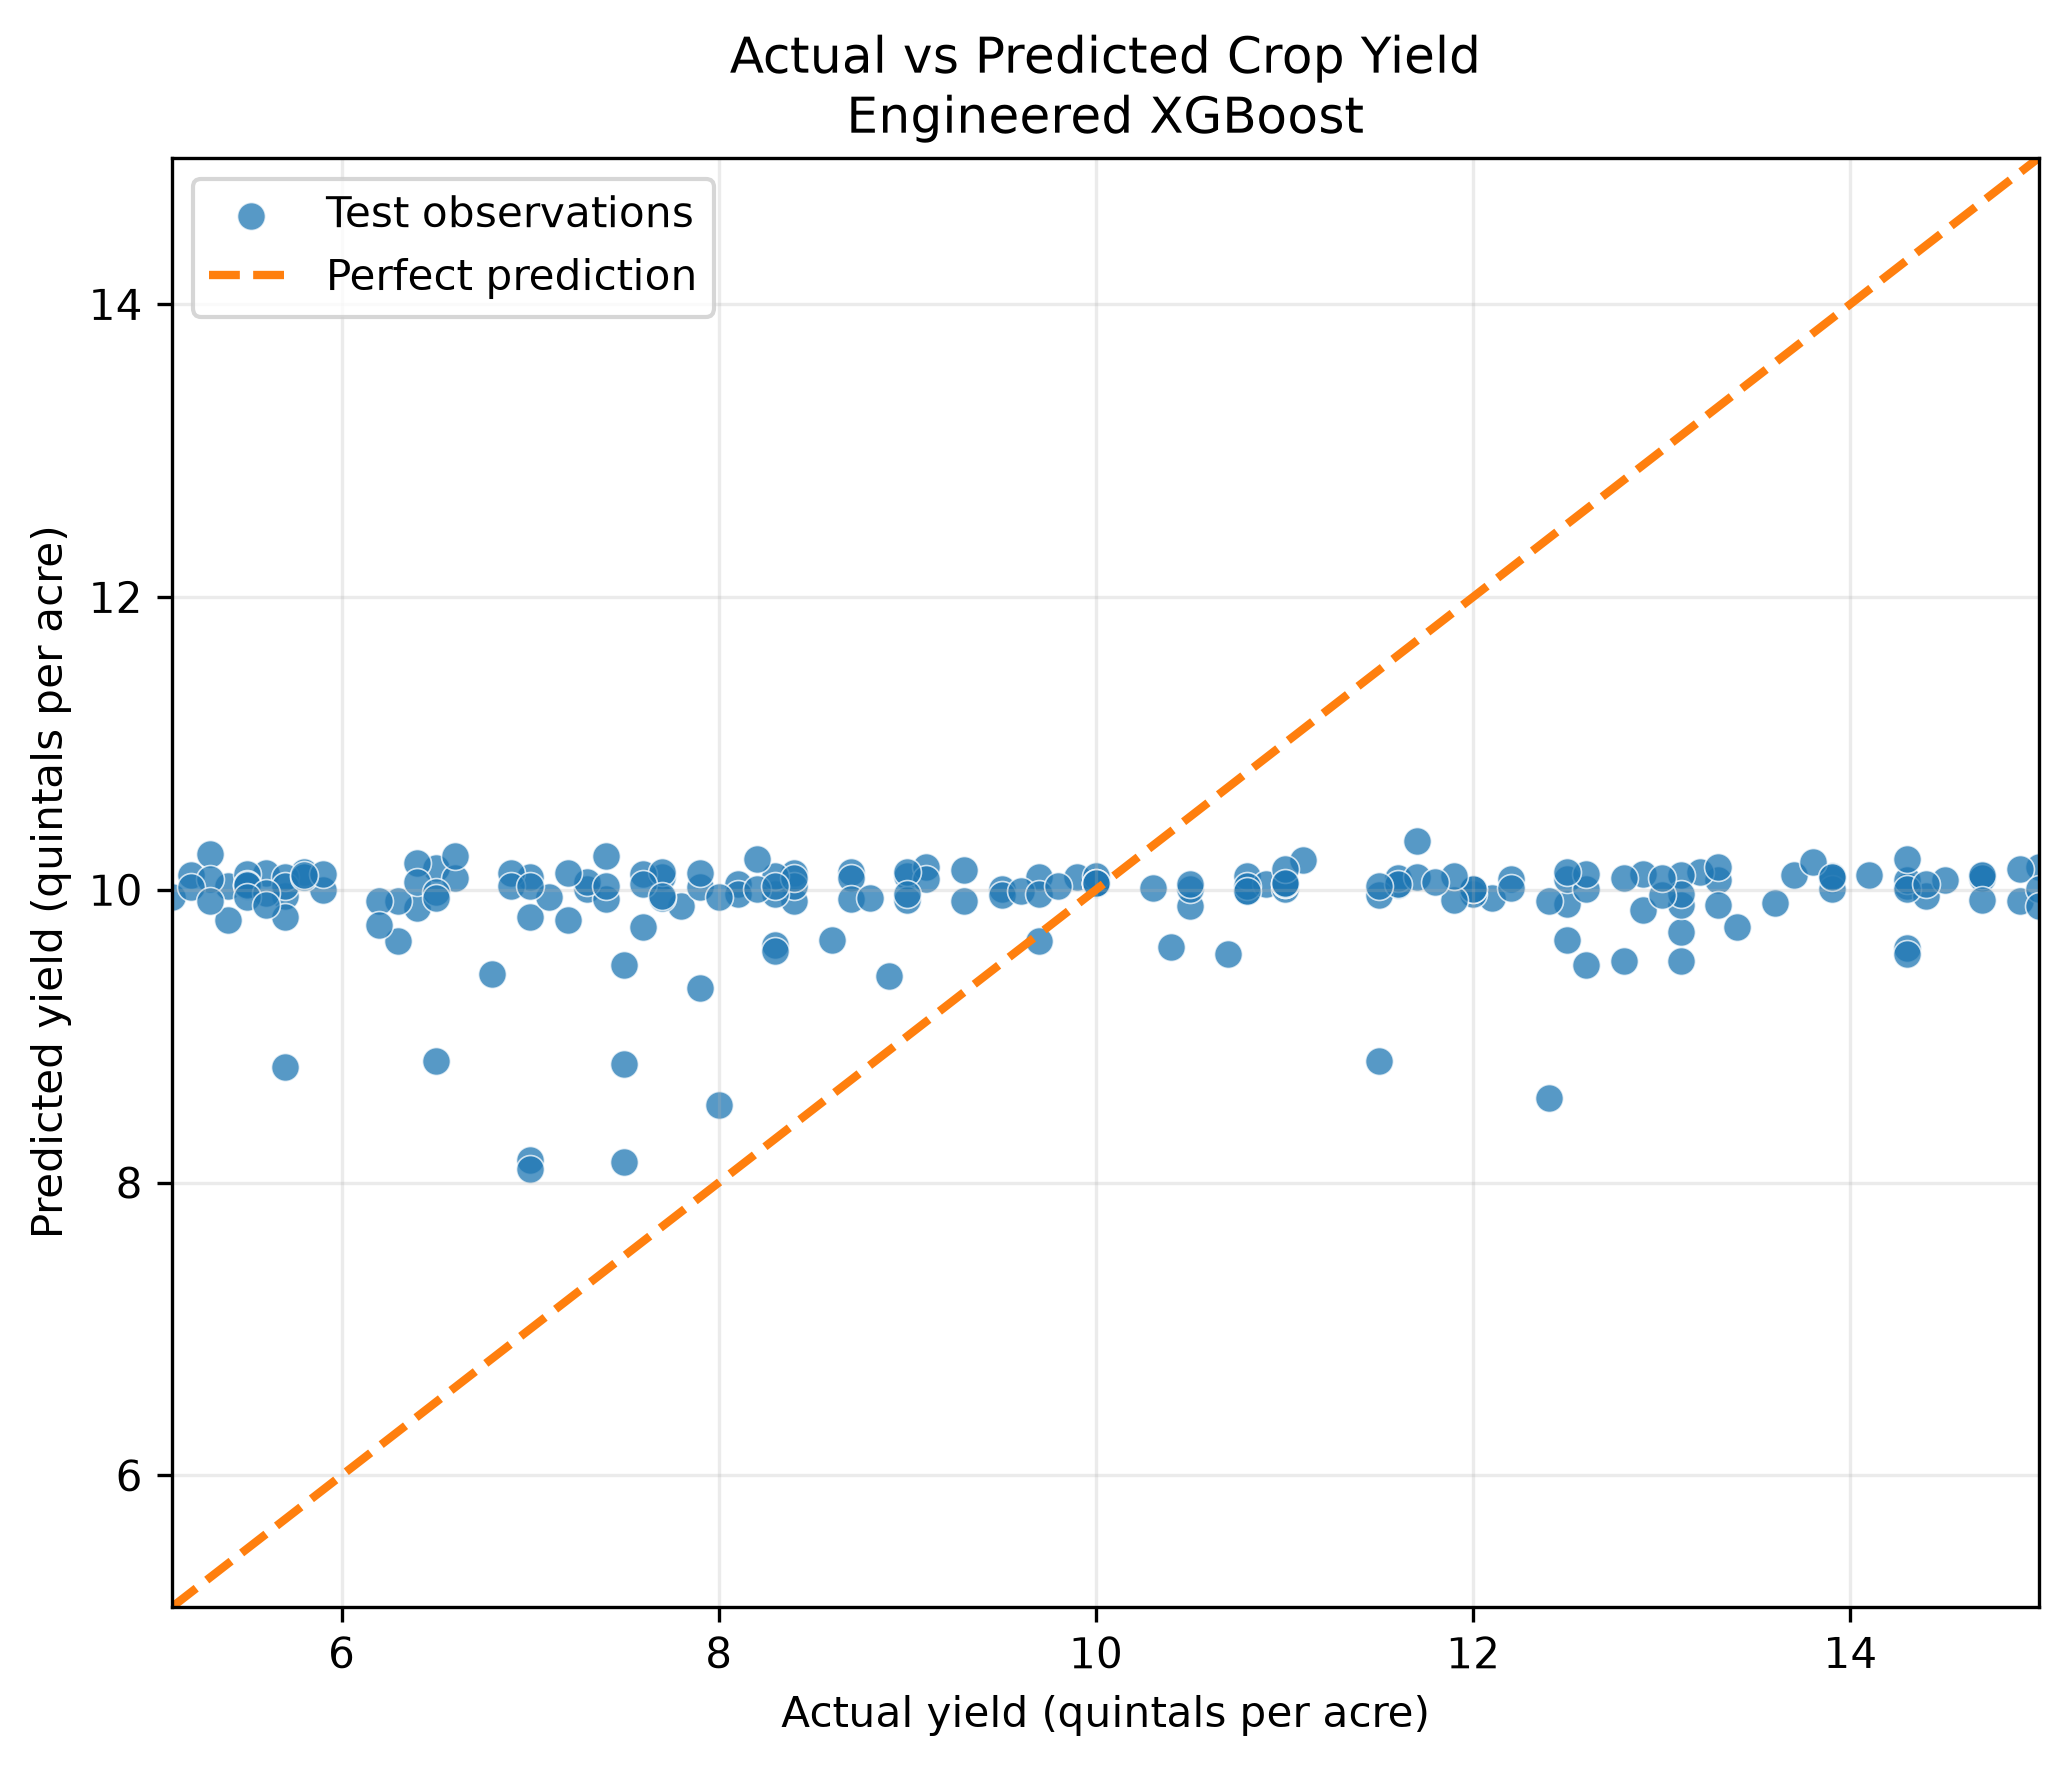 Actual vs Predicted Crop Yield
Engineered XGBoost
Test observations
Perfect prediction
Predicted yield (quintals per acre)
14
12
10
8
6
6
8
10
12
14
Actual yield (quintals per acre)